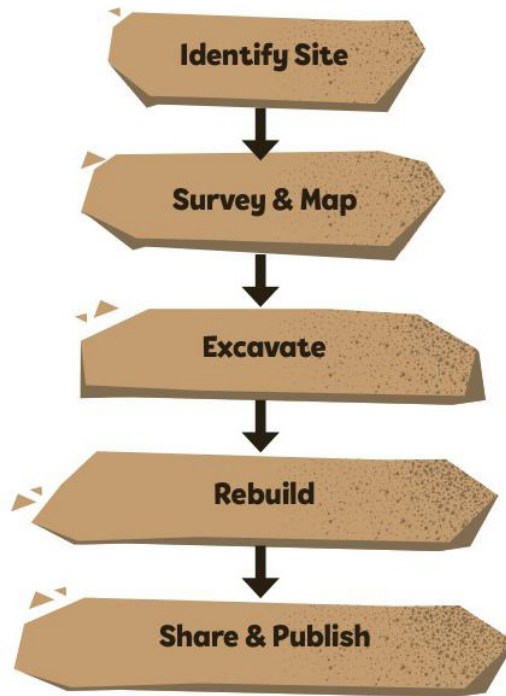 Identify Site
Survey & Map
Excavate
Rebuild
Share & Publish